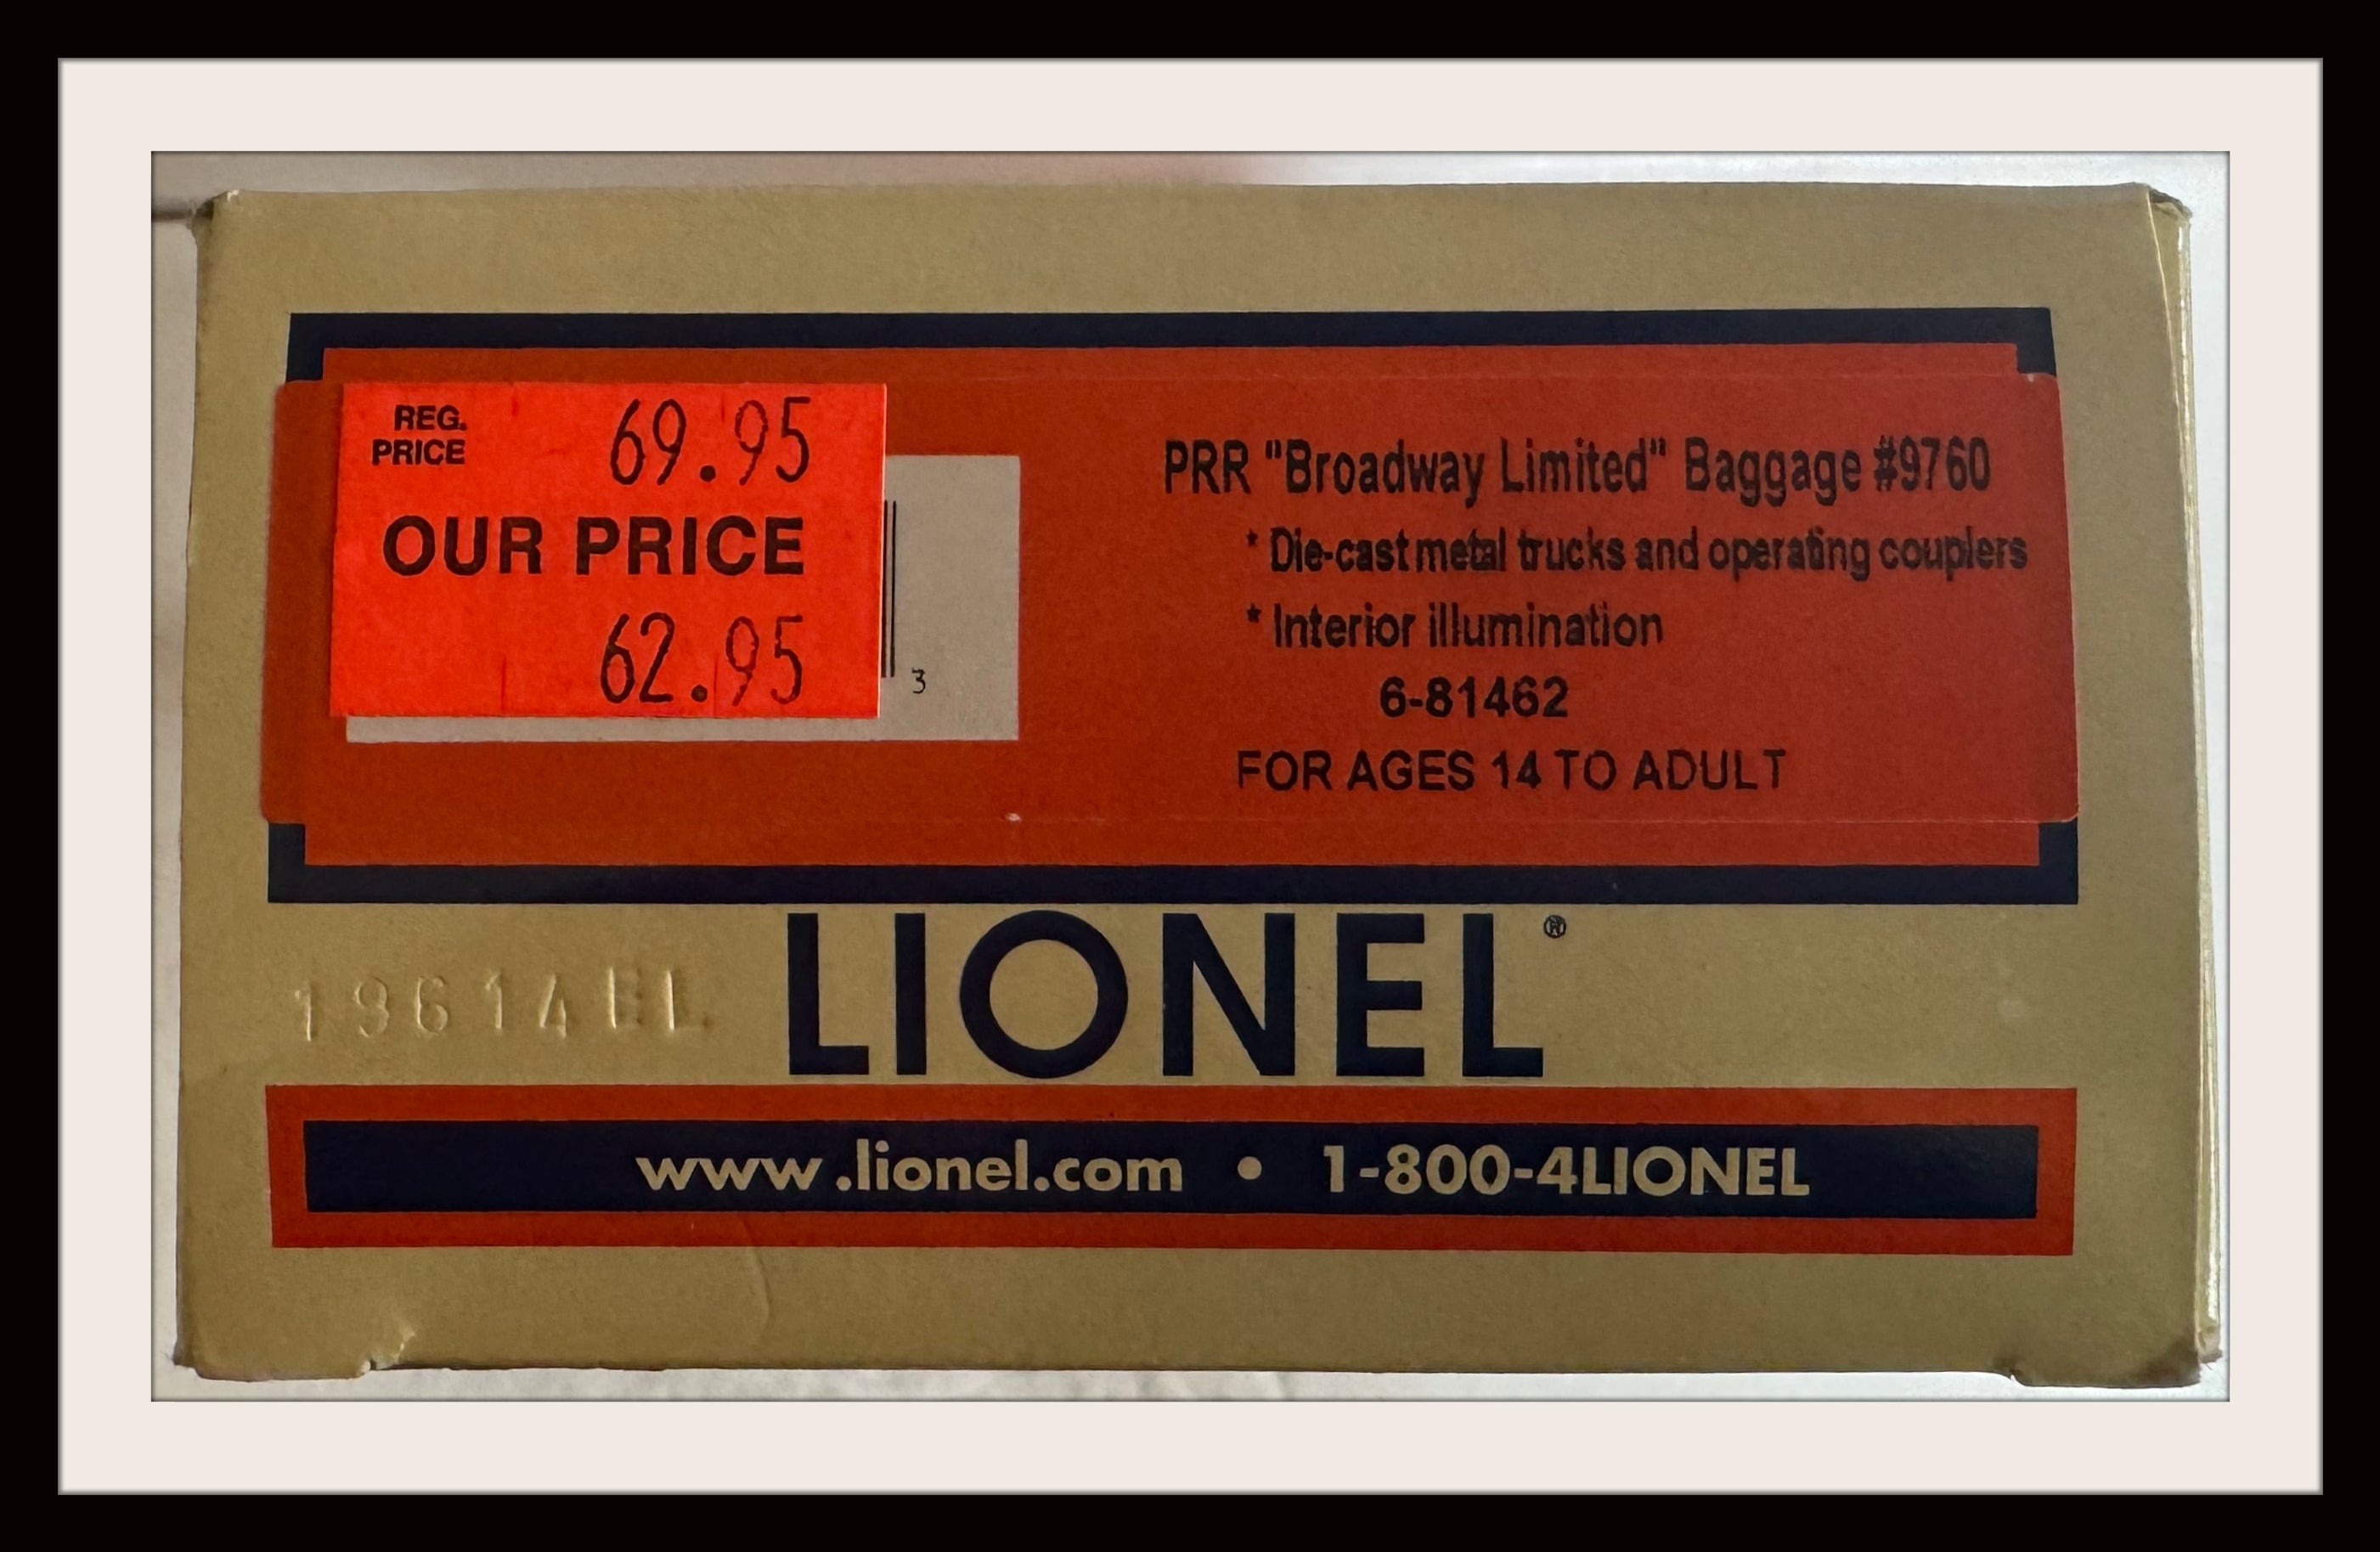 REG.
PRICE
69.95
OUR PRICE
62.95
3
PRR "Broadway Limited" Baggage #9760
* Die-cast metal trucks and operating couplers
* Interior illumination
6-81462
FOR AGES 14 TO ADULT
LIONEL®
19614EL
www.lionel.com • 1-800-4LIONEL